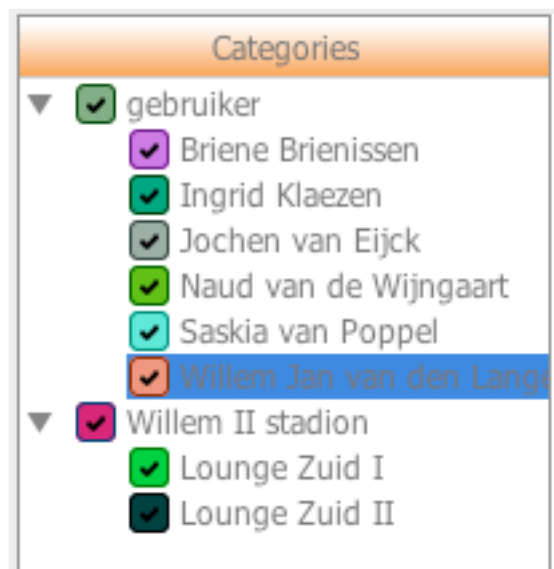 Categories
gebruiker
Briene Brienissen
Ingrid Klaezen
Jochen van Eijck
Naud van de Wijngaart
Saskia van Poppel
Willem Jan van den Lange
Willem II stadion
Lounge Zuid I
Lounge Zuid II